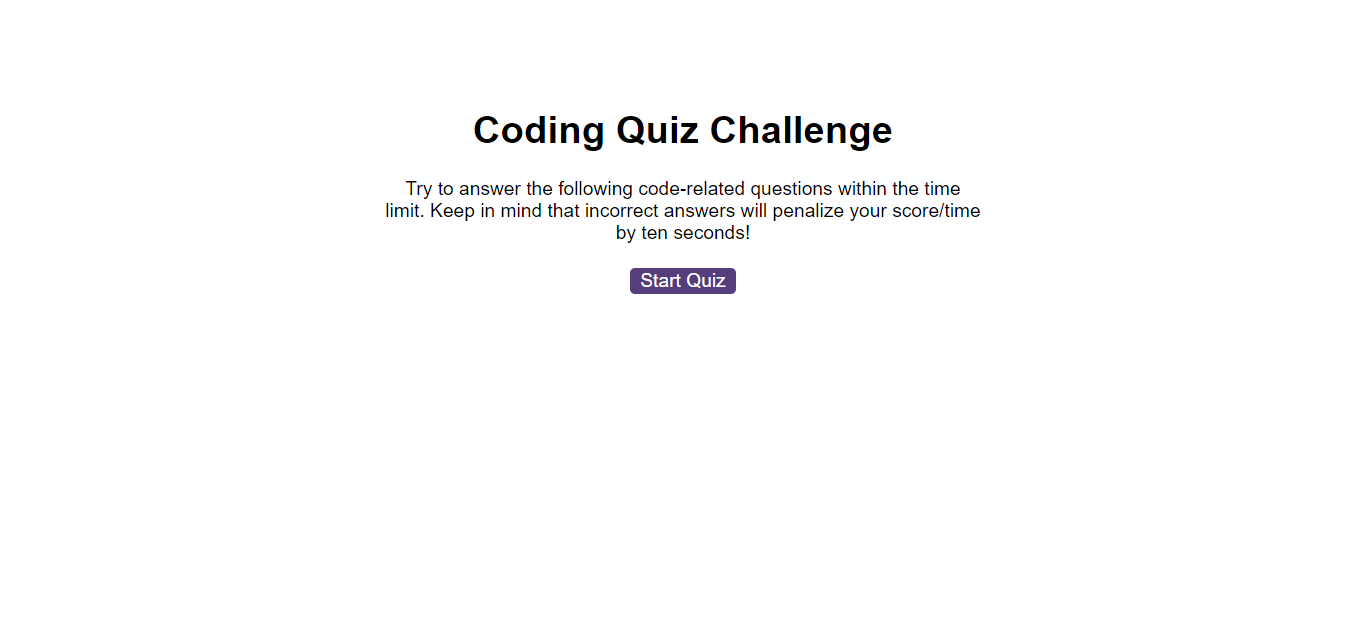 Coding Quiz Challenge
Try to answer the following code-related questions within the time
limit. Keep in mind that incorrect answers will penalize your score/time
by ten seconds!
Start Quiz